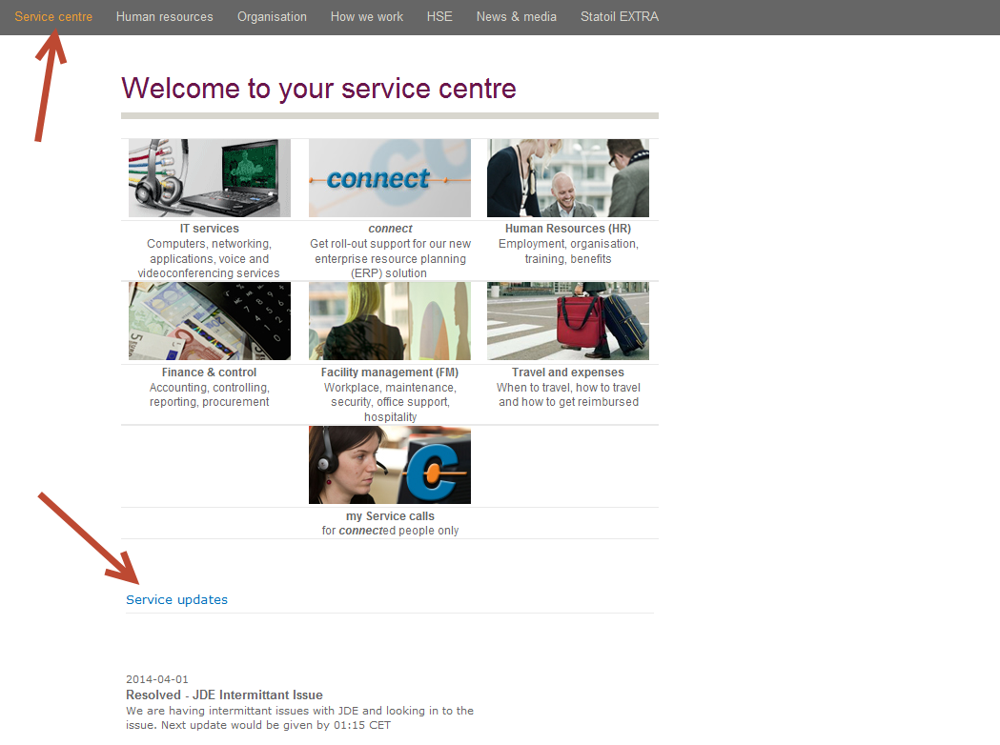 Service centre Human resources Organisation How we work HSE News & media Statoil EXTRA
Welcome to your service centre
connect
IT services
Computers, networking,
applications, voice and
videoconferencing services
connect
Get roll-out support for our new
enterprise resource planning
(ERP) solution
Human Resources (HR)
Employment, organisation,
training, benefits
Finance & control
Accounting, controlling,
reporting, procurement
Facility management (FM)
Workplace, maintenance,
security, office support,
hospitality
Travel and expenses
When to travel, how to travel
and how to get reimbursed
my Service calls
for connected people only
Service updates
2014-04-01
Resolved - JDE Intermittant Issue
We are having intermittant issues with JDE and looking in to the
issue. Next update would be given by 01:15 CET